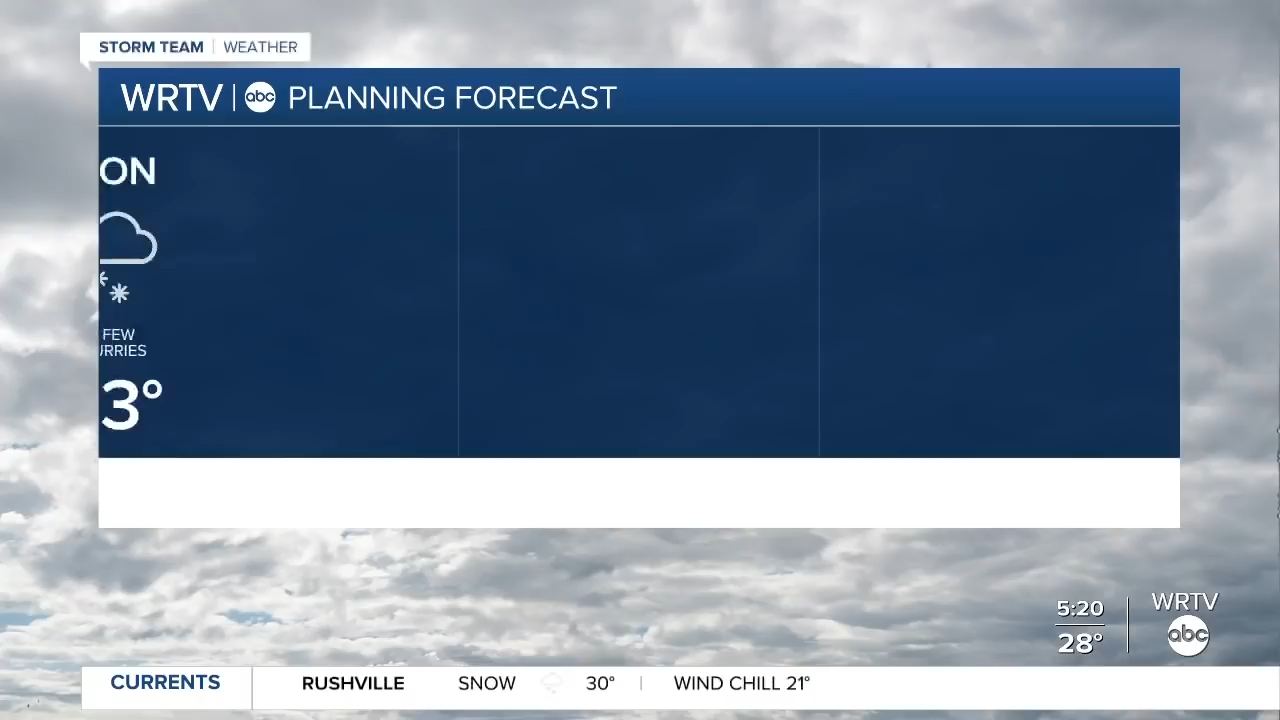 STORM TEAM | WEATHER
WRTV | abc PLANNING FORECAST
ON
FEW
URRIES
3°
5:20
28°
WRTV
abc
CURRENTS RUSHVILLE SNOW 30° | WIND CHILL 21°